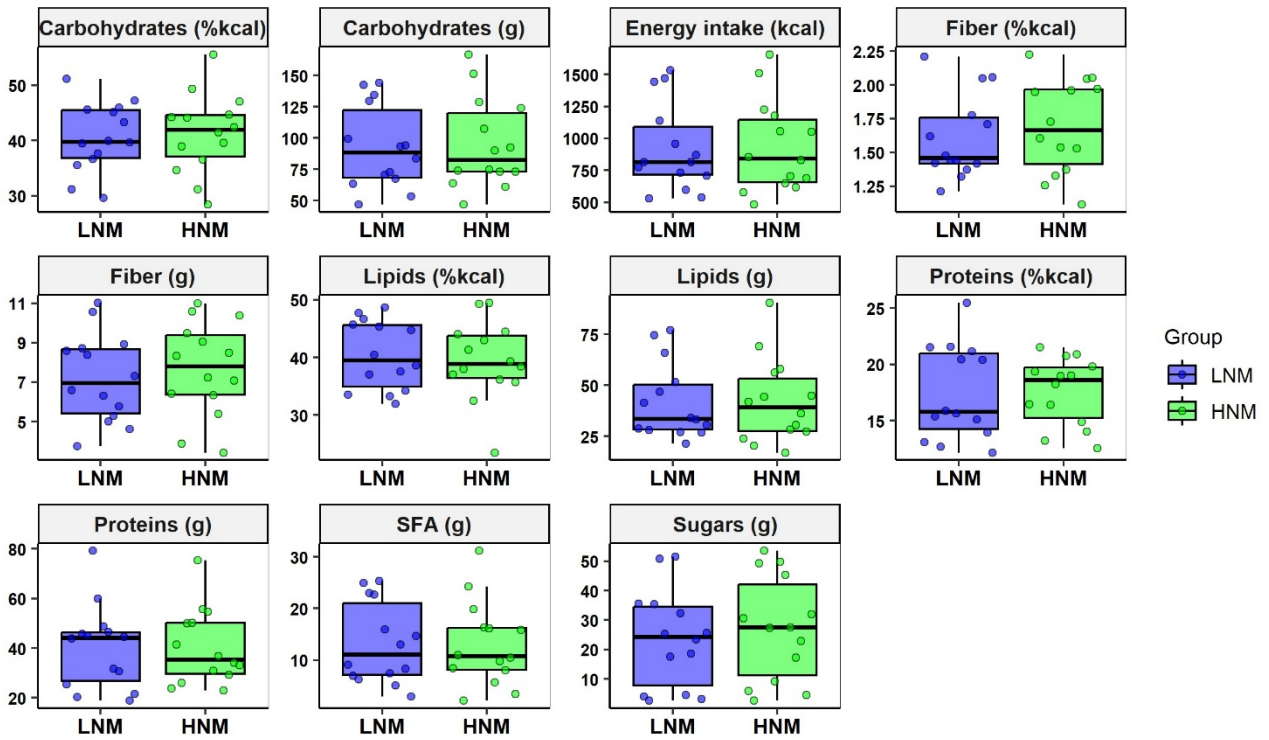 Carbohydrates (%kcal) Carbohydrates (g) Energy intake (kcal) Fiber (%kcal)
50
40
30
LNM HNM
150
125
100
75
50
LNM HNM
1500
1250
1000
750
500
LNM HNM
2.25
2.00
1.75
1.50
1.25
LNM HNM
Fiber (g) Lipids (%kcal) Lipids (g) Proteins (%kcal)
11
9
7
5
LNM HNM
50
40
30
LNM HNM
75
50
25
LNM HNM
25
20
15
LNM HNM
Group
LNM
HNM
Proteins (g) SFA (g) Sugars (g)
80
60
40
20
LNM HNM
30
20
10
LNM HNM
50
40
30
20
10
LNM HNM